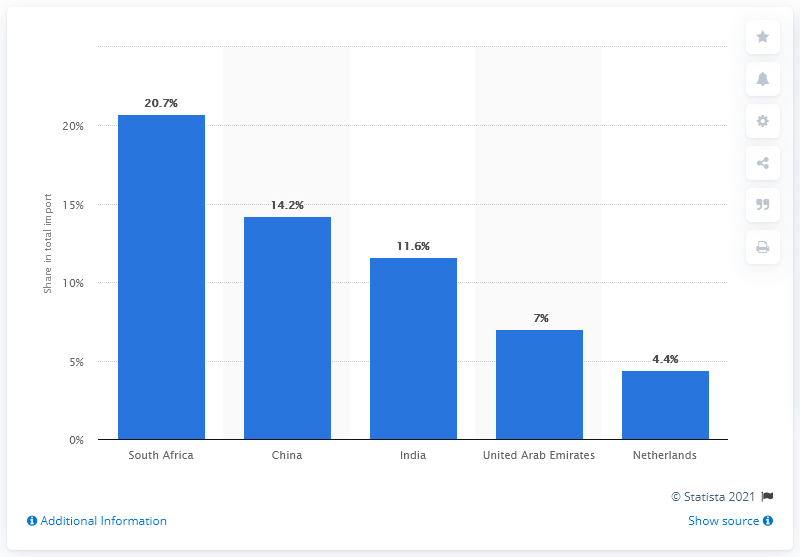 20.7%
14.2%
11.6%
7%
4.4%
20%
15%
10%
5%
0%
Share in total import
South Africa
China
India
United Arab Emirates
Netherlands
© Statista 2021
Additional Information
Show source